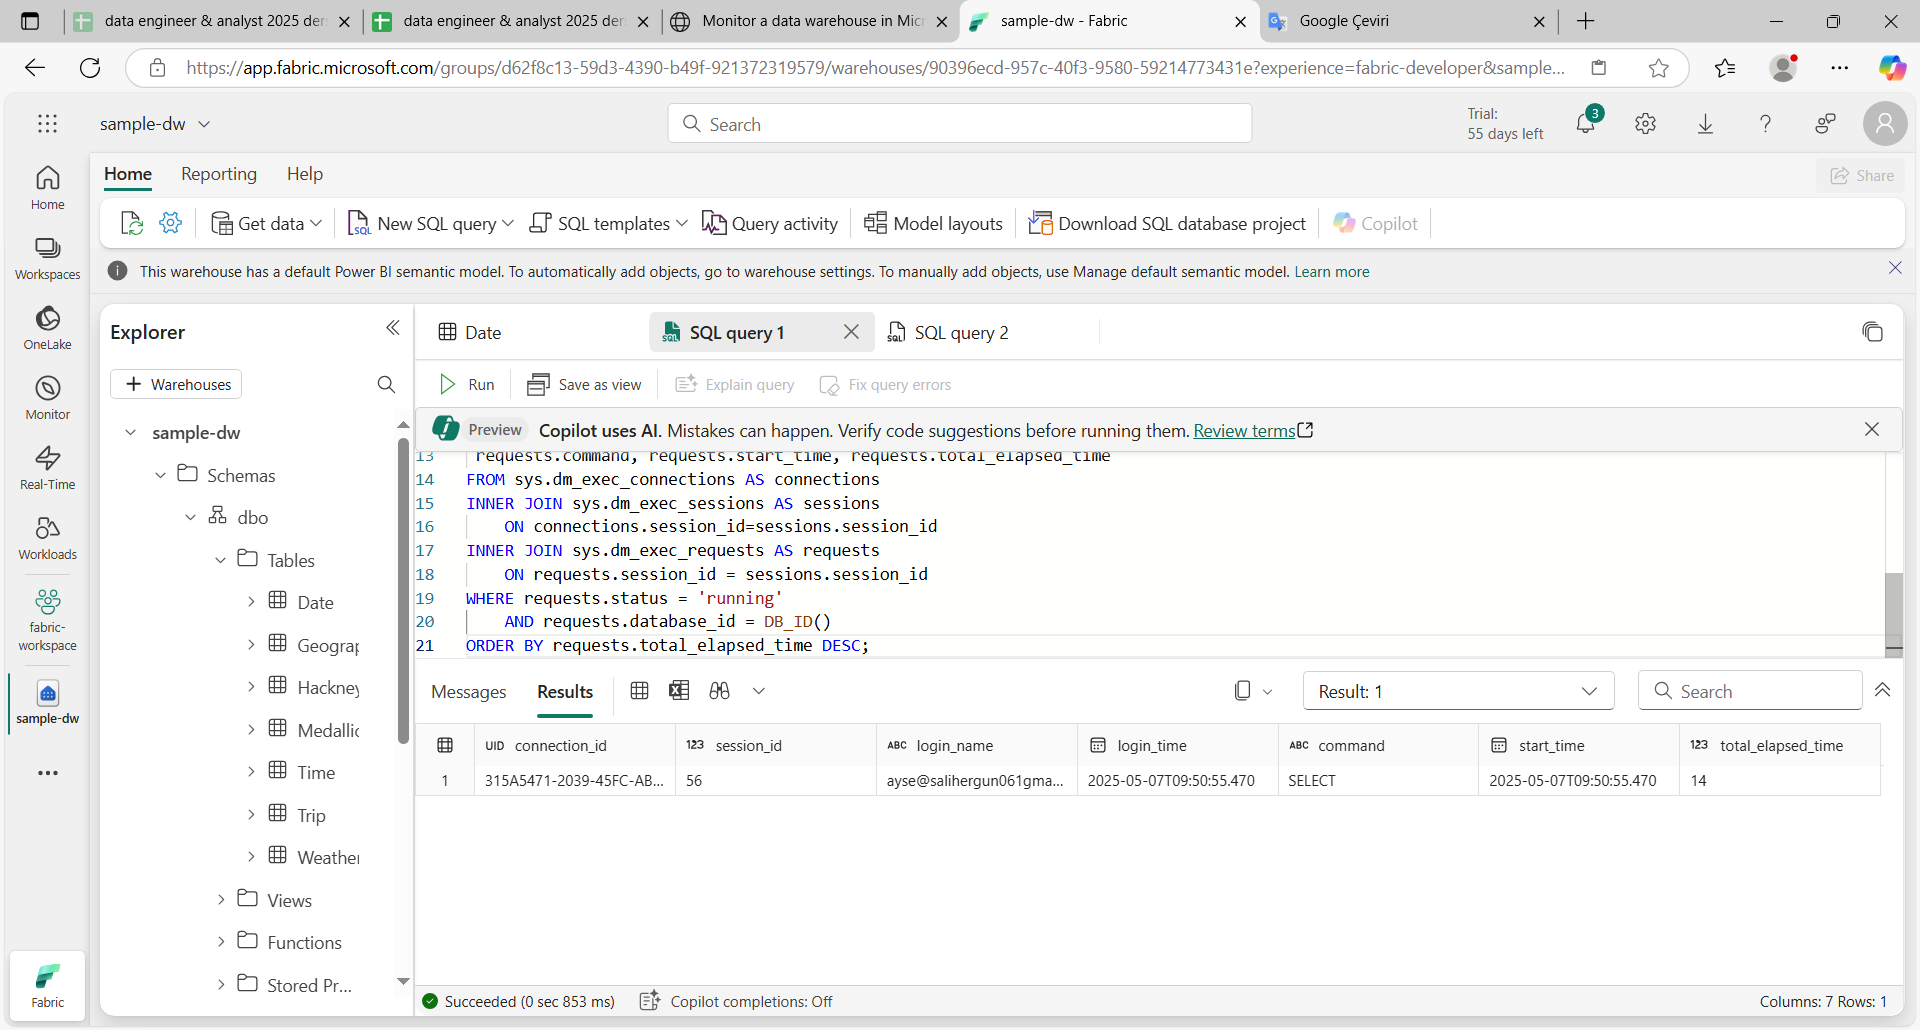 data engineer & analyst 2025 der
data engineer & analyst 2025 der
Monitor a data warehouse in Micr
sample-dw - Fabric
Google Çeviri
https://app.fabric.microsoft.com/groups/d62f8c13-59d3-4390-b49f-921372319579/warehouses/90396ecd-957c-40f3-9580-59214773431e?experience=fabric-developer&sample...
sample-dw
Search
Trial:
55 days left
3
Home
Reporting
Help
Share
Get data
New SQL query
SQL templates
Query activity
Model layouts
Download SQL database project
Copilot
This warehouse has a default Power BI semantic model. To automatically add objects, go to warehouse settings. To manually add objects, use Manage default semantic model. Learn more
Home
Workspaces
OneLake
Monitor
Real-Time
Workloads
fabric-
workspace
sample-dw
Fabric
Explorer
Warehouses
sample-dw
Schemas
dbo
Tables
Date
Geograp
Hackney
Medallic
Time
Trip
Weather
Views
Functions
Stored Pr...
Date
SQL query 1
SQL query 2
Run
Save as view
Explain query
Fix query errors
Preview
Copilot uses AI. Mistakes can happen. Verify code suggestions before running them. Review terms
13 requests.command, requests.start_time, requests.total_elapsed_time
14 FROM sys.dm_exec_connections AS connections
15 INNER JOIN sys.dm_exec_sessions AS sessions
16 ON connections.session_id=sessions.session_id
17 INNER JOIN sys.dm_exec_requests AS requests
18 ON requests.session_id = sessions.session_id
19 WHERE requests.status = 'running'
20 AND requests.database_id = DB_ID()
21 ORDER BY requests.total_elapsed_time DESC;
Messages
Results
Result: 1
Search
UID connection_id
123 session_id
ABC login_name
login_time
ABC command
start_time
123 total_elapsed_time
1
315A5471-2039-45FC-AB...
56
ayse@salihergun061gma...
2025-05-07T09:50:55.470
SELECT
2025-05-07T09:50:55.470
14
Succeeded (0 sec 853 ms)
Copilot completions: Off
Columns: 7 Rows: 1